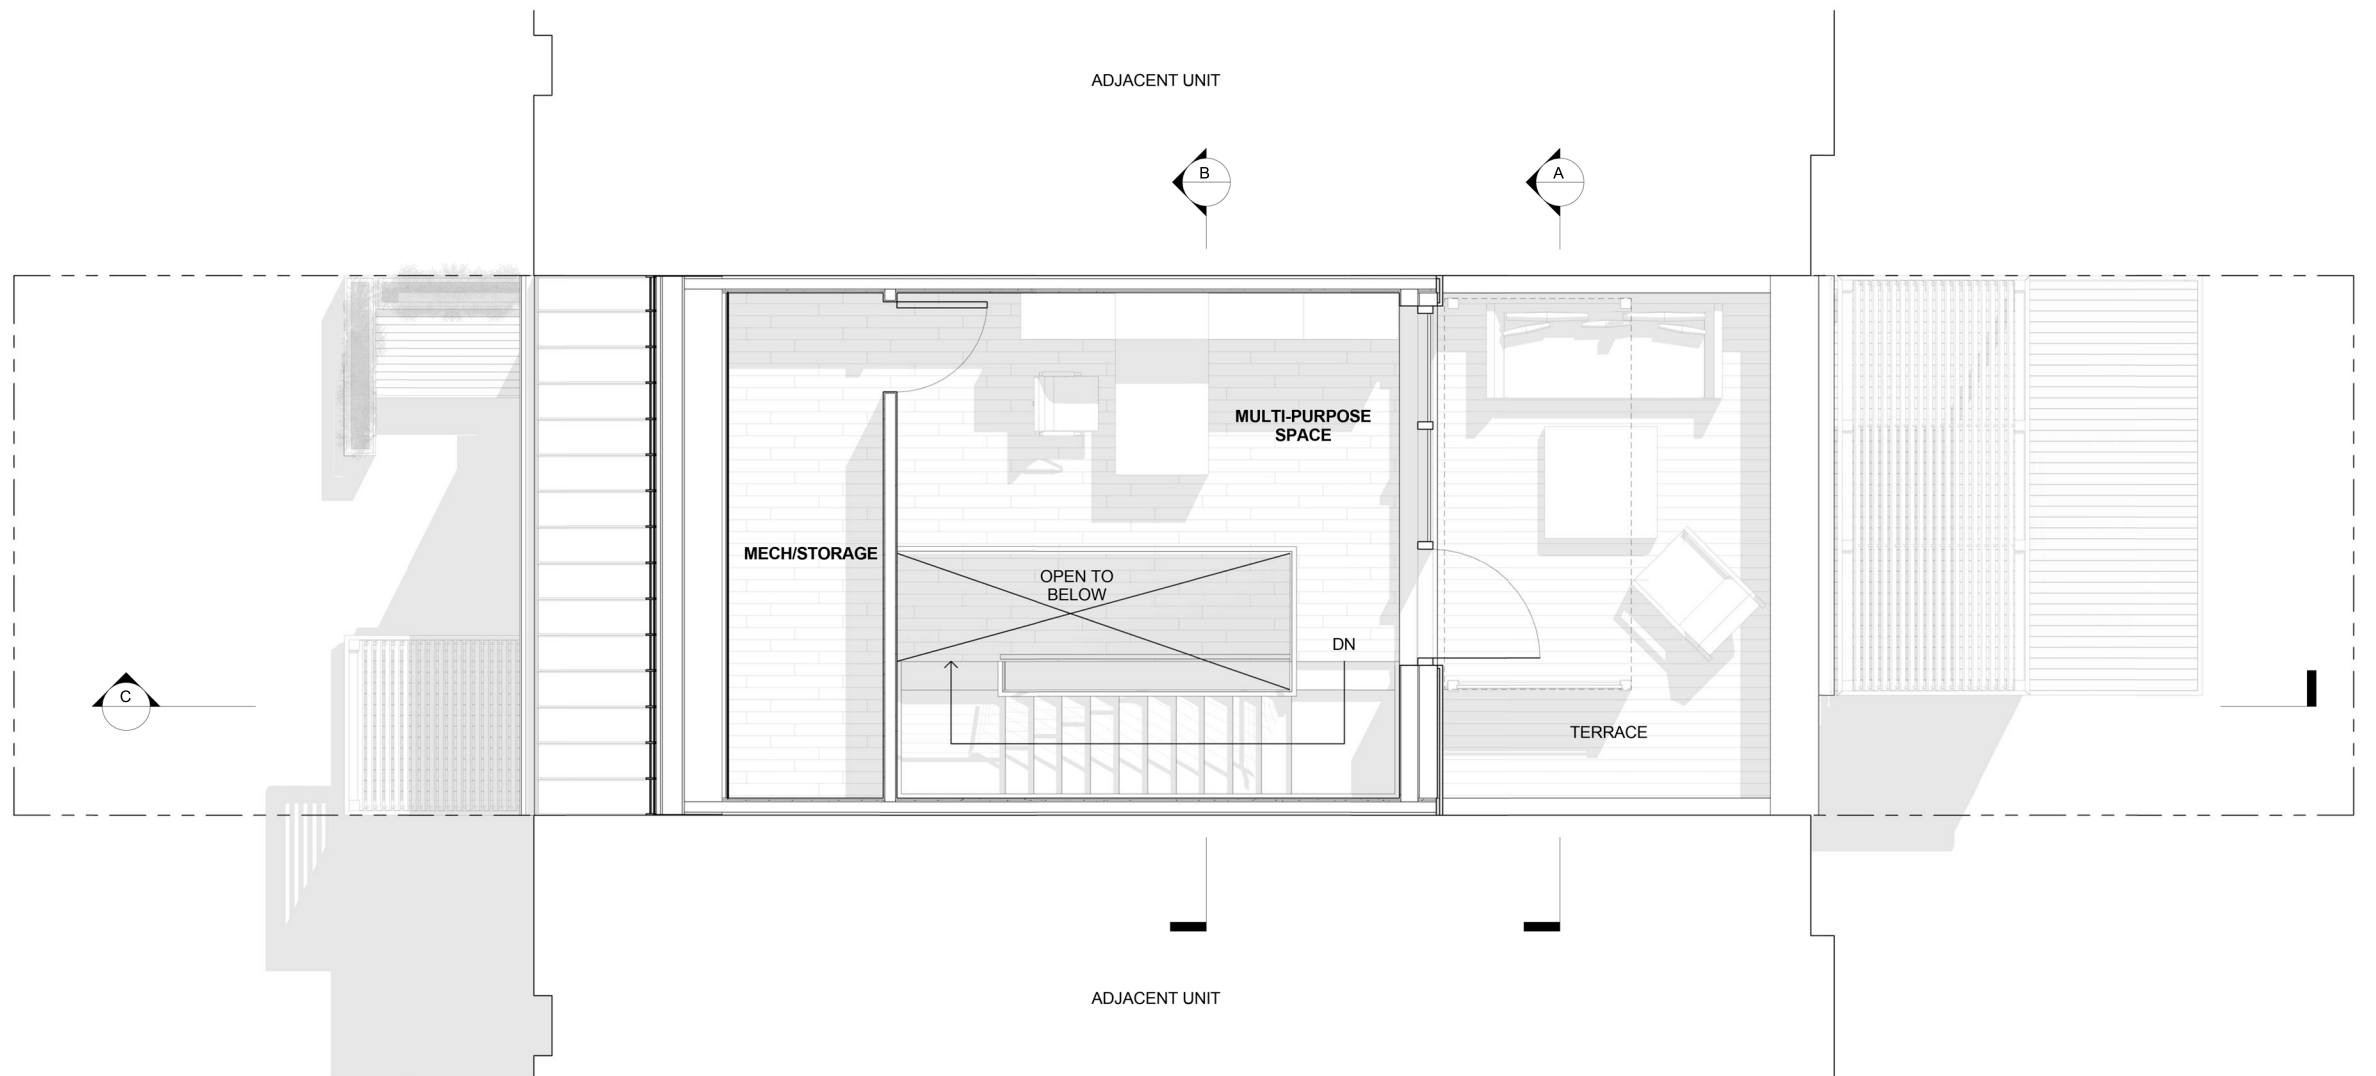 ADJACENT UNIT
B
A
MULTI-PURPOSE
SPACE
MECH/STORAGE
OPEN TO
BELOW
DN
C
TERRACE
ADJACENT UNIT